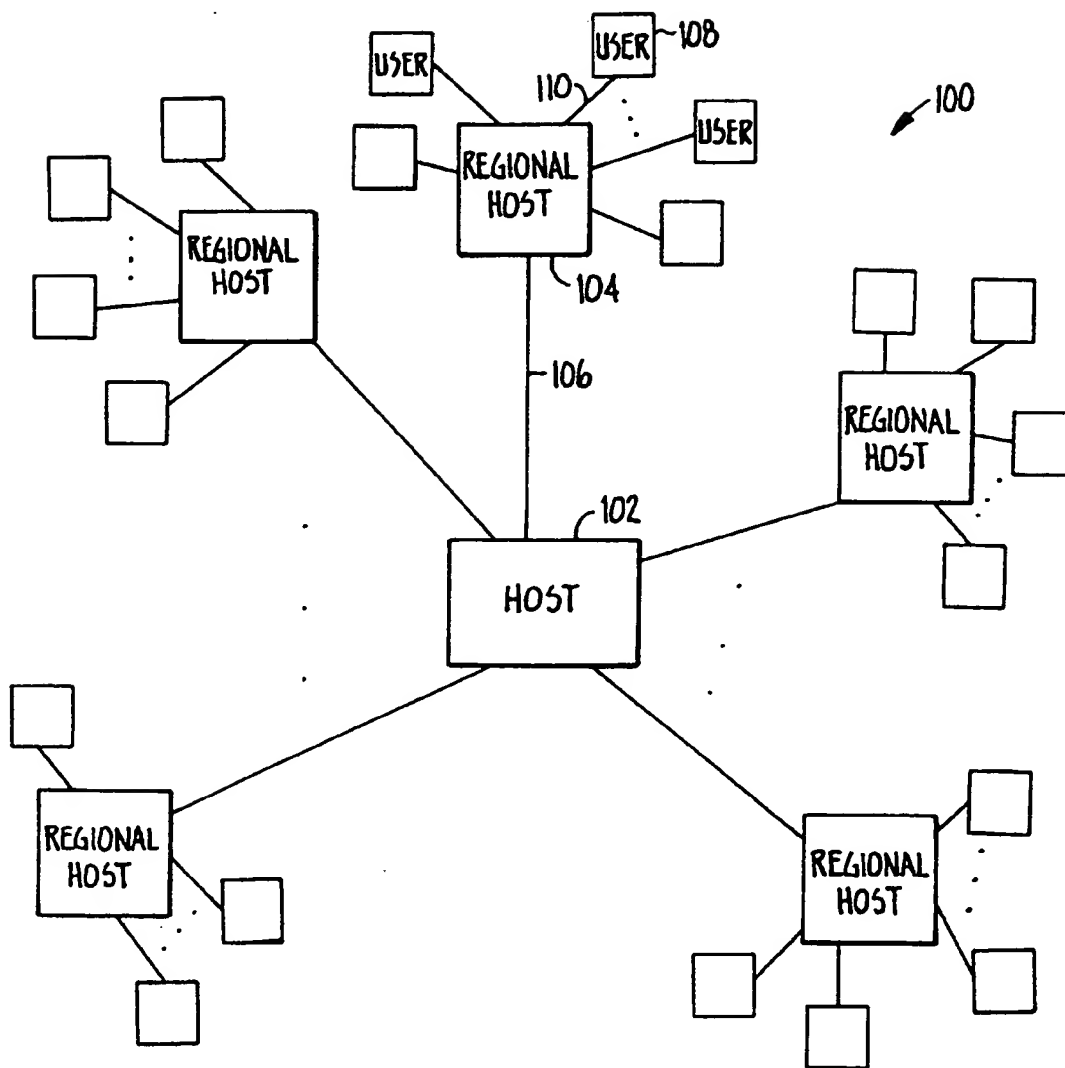 USER
USER
108
110
100
USER
REGIONAL
HOST
REGIONAL
HOST
104
106
REGIONAL
HOST
102
HOST
REGIONAL
HOST
REGIONAL
HOST